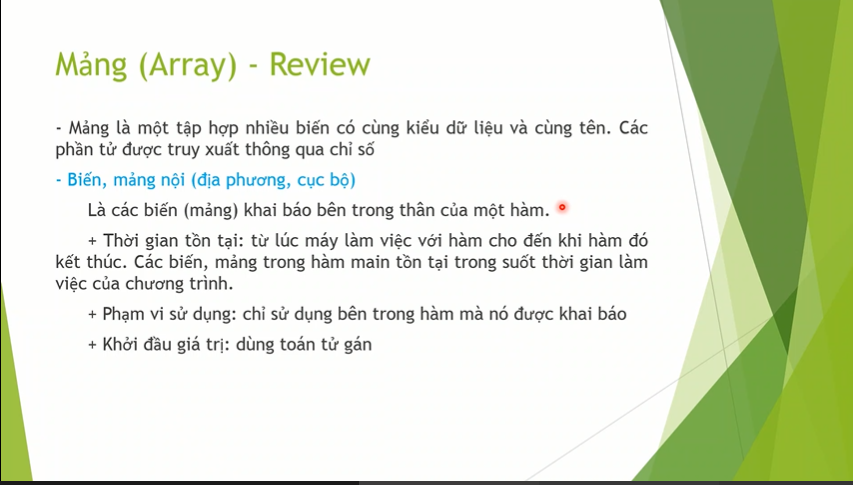 Mảng (Array) - Review
- Mảng là một tập hợp nhiều biến có cùng kiểu dữ liệu và cùng tên. Các
phần tử được truy xuất thông qua chỉ số
- Biến, mảng nội (địa phương, cục bộ)
Là các biến (mảng) khai báo bên trong thân của một hàm.
+ Thời gian tồn tại: từ lúc máy làm việc với hàm cho đến khi hàm đó
kết thúc. Các biến, mảng trong hàm main tồn tại trong suốt thời gian làm
việc của chương trình.
+ Phạm vi sử dụng: chỉ sử dụng bên trong hàm mà nó được khai báo
+ Khởi đầu giá trị: dùng toán tử gán